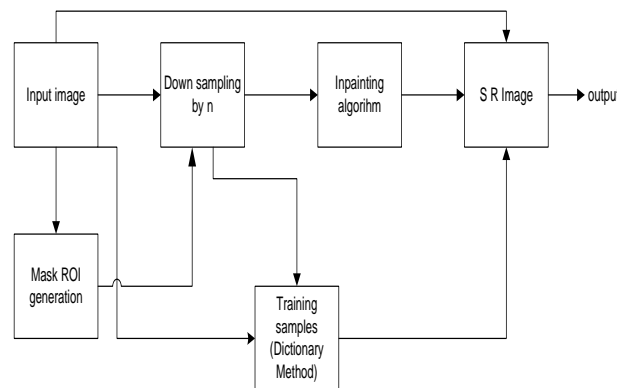 Input image
Down sampling
by n
Inpainting
algorihm
S R Image
output
Mask ROI
generation
Training
samples
(Dictionary
Method)